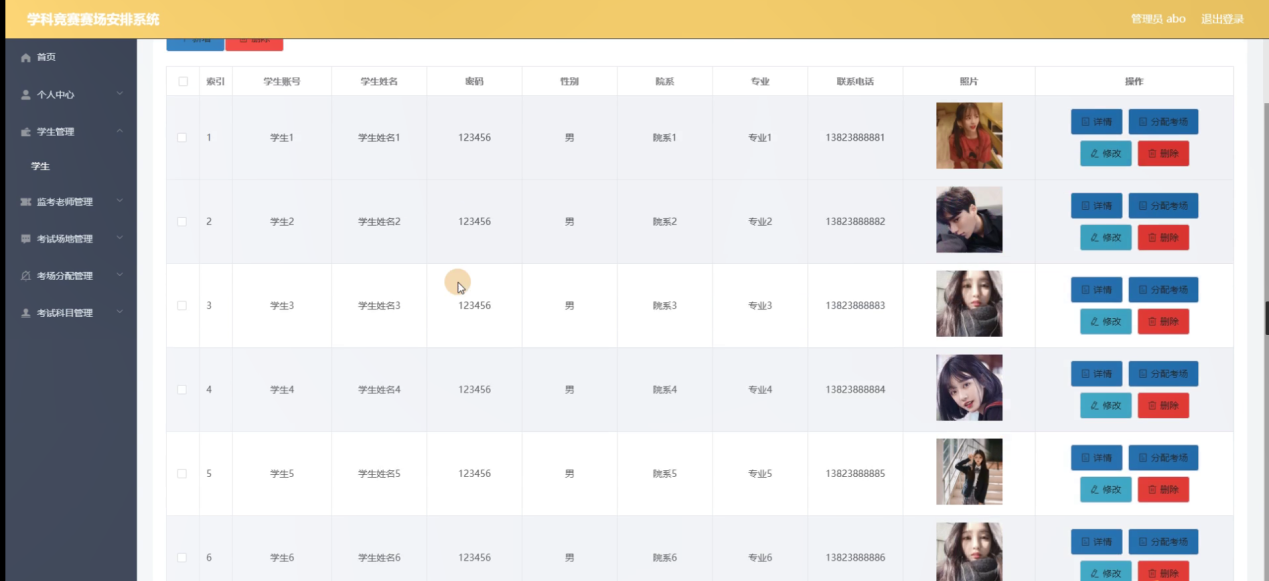 学科竞赛赛场安排系统
管理员 abo 退出登录
首页
个人中心
学生管理
学生
监考老师管理
考试场地管理
考场分配管理
考试科目管理
索引 学生账号 学生姓名 密码 性别 院系 专业 联系电话 照片 操作
1 学生1 学生姓名1 123456 男 院系1 专业1 13823888881 详情 分配考场
修改 删除
2 学生2 学生姓名2 123456 男 院系2 专业2 13823888882 详情 分配考场
修改 删除
3 学生3 学生姓名3 123456 男 院系3 专业3 13823888883 详情 分配考场
修改 删除
4 学生4 学生姓名4 123456 男 院系4 专业4 13823888884 详情 分配考场
修改 删除
5 学生5 学生姓名5 123456 男 院系5 专业5 13823888885 详情 分配考场
修改 删除
6 学生6 学生姓名6 123456 男 院系6 专业6 13823888886 详情 分配考场
修改 删除